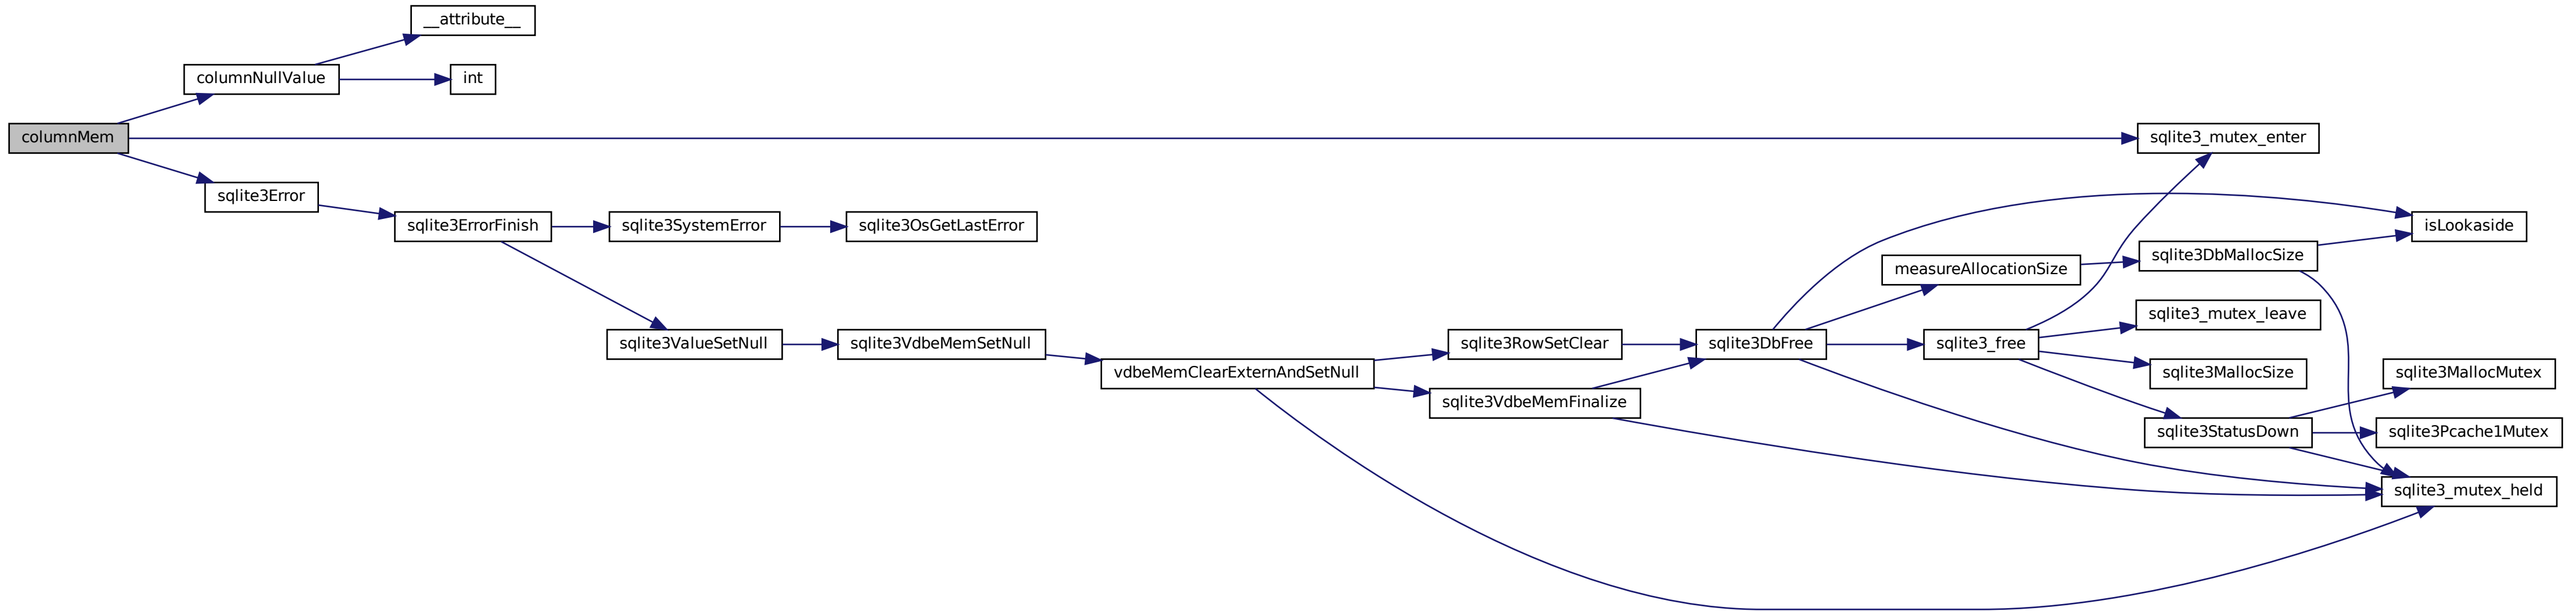 __attribute__
columnNullValue
int
columnMem
sqlite3_mutex_enter
sqlite3Error
sqlite3ErrorFinish
sqlite3SystemError
sqlite3OsGetLastError
isLookaside
measureAllocationSize
sqlite3DbMallocSize
sqlite3_mutex_leave
sqlite3ValueSetNull
sqlite3VdbeMemSetNull
sqlite3RowSetClear
sqlite3DbFree
sqlite3_free
vdbeMemClearExternAndSetNull
sqlite3MallocSize
sqlite3MallocMutex
sqlite3VdbeMemFinalize
sqlite3StatusDown
sqlite3Pcache1Mutex
sqlite3_mutex_held